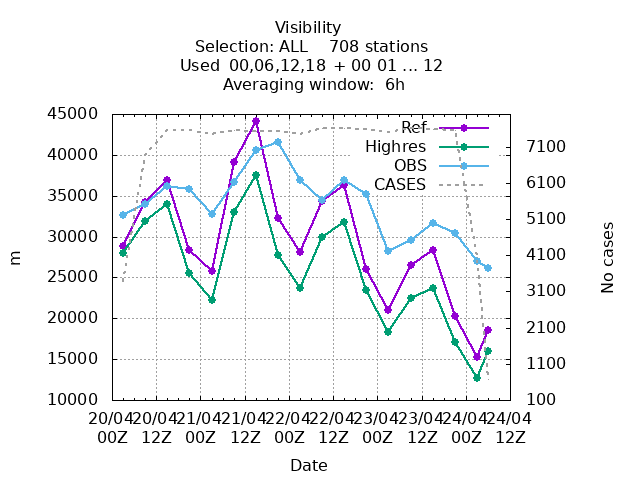 Visibility
Selection: ALL    708 stations
Used  00,06,12,18 + 00 01 ... 12
Averaging window:  6h
45000
40000
35000
30000
25000
20000
15000
10000
m
Ref
Highres
OBS
CASES
7100
6100
5100
4100
3100
2100
1100
100
No cases
20/04 20/04 21/04 21/04 22/04 22/04 23/04 23/04 24/04 24/04
00Z 12Z 00Z 12Z 00Z 12Z 00Z 12Z 00Z 12Z
Date